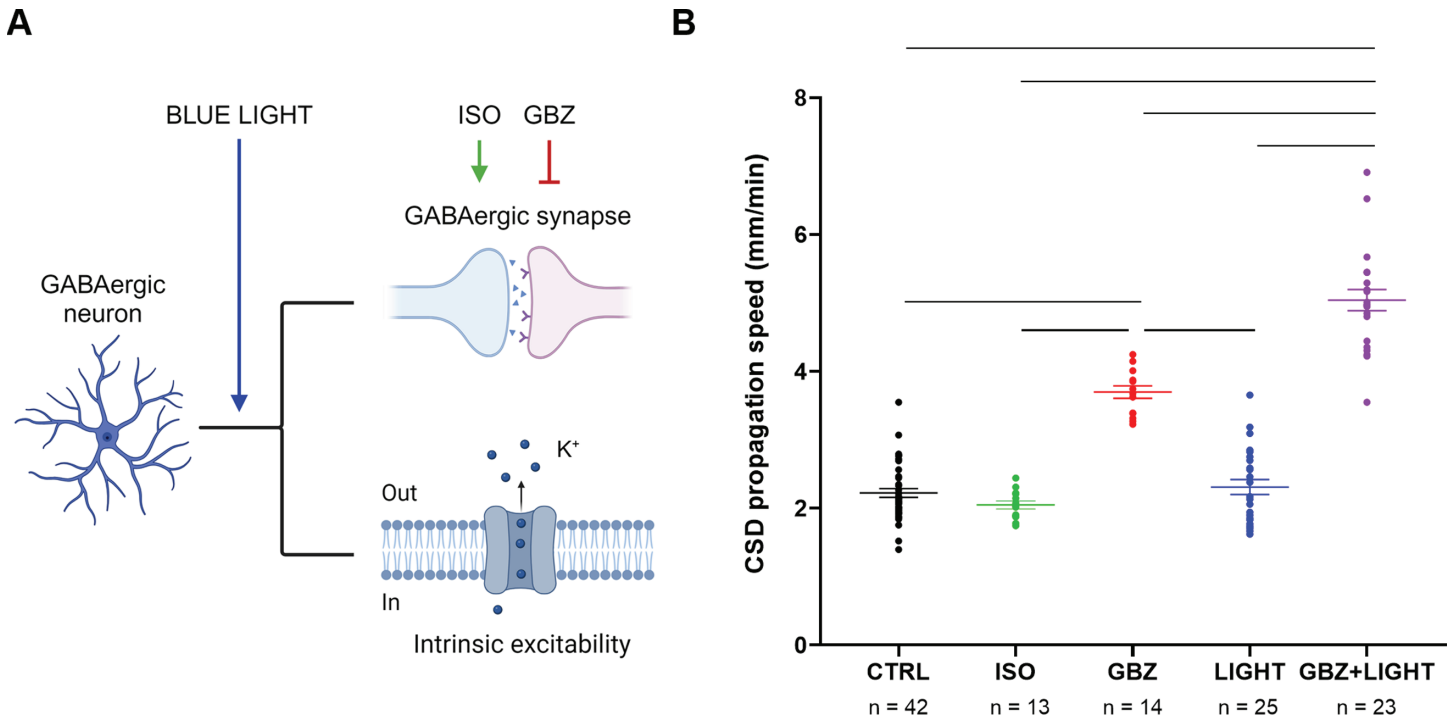 A
BLUE LIGHT
ISO GBZ
GABAergic synapse
GABAergic
neuron
K⁺
Out
In
Intrinsic excitability
B
CSD propagation speed (mm/min)
8
6
4
2
0
CTRL ISO GBZ LIGHT GBZ+LIGHT
n = 42 n = 13 n = 14 n = 25 n = 23